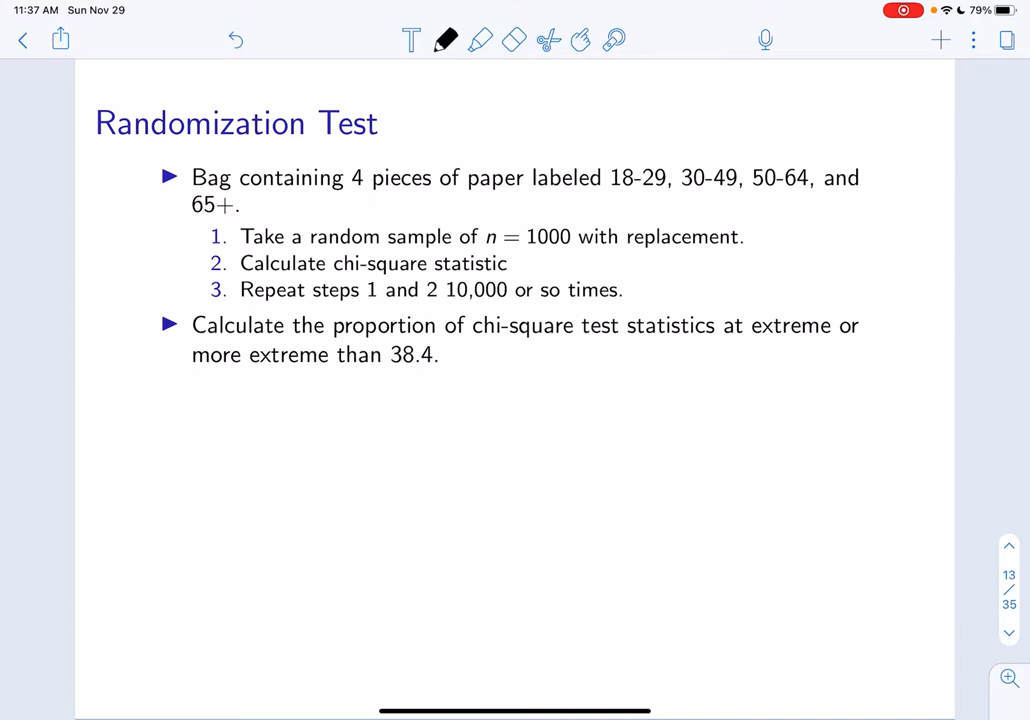 11:37 AM Sun Nov 29
79%
T
Randomization Test
Bag containing 4 pieces of paper labeled 18-29, 30-49, 50-64, and
65+.
1. Take a random sample of n = 1000 with replacement.
2. Calculate chi-square statistic
3. Repeat steps 1 and 2 10,000 or so times.
Calculate the proportion of chi-square test statistics at extreme or
more extreme than 38.4.
13
/
35